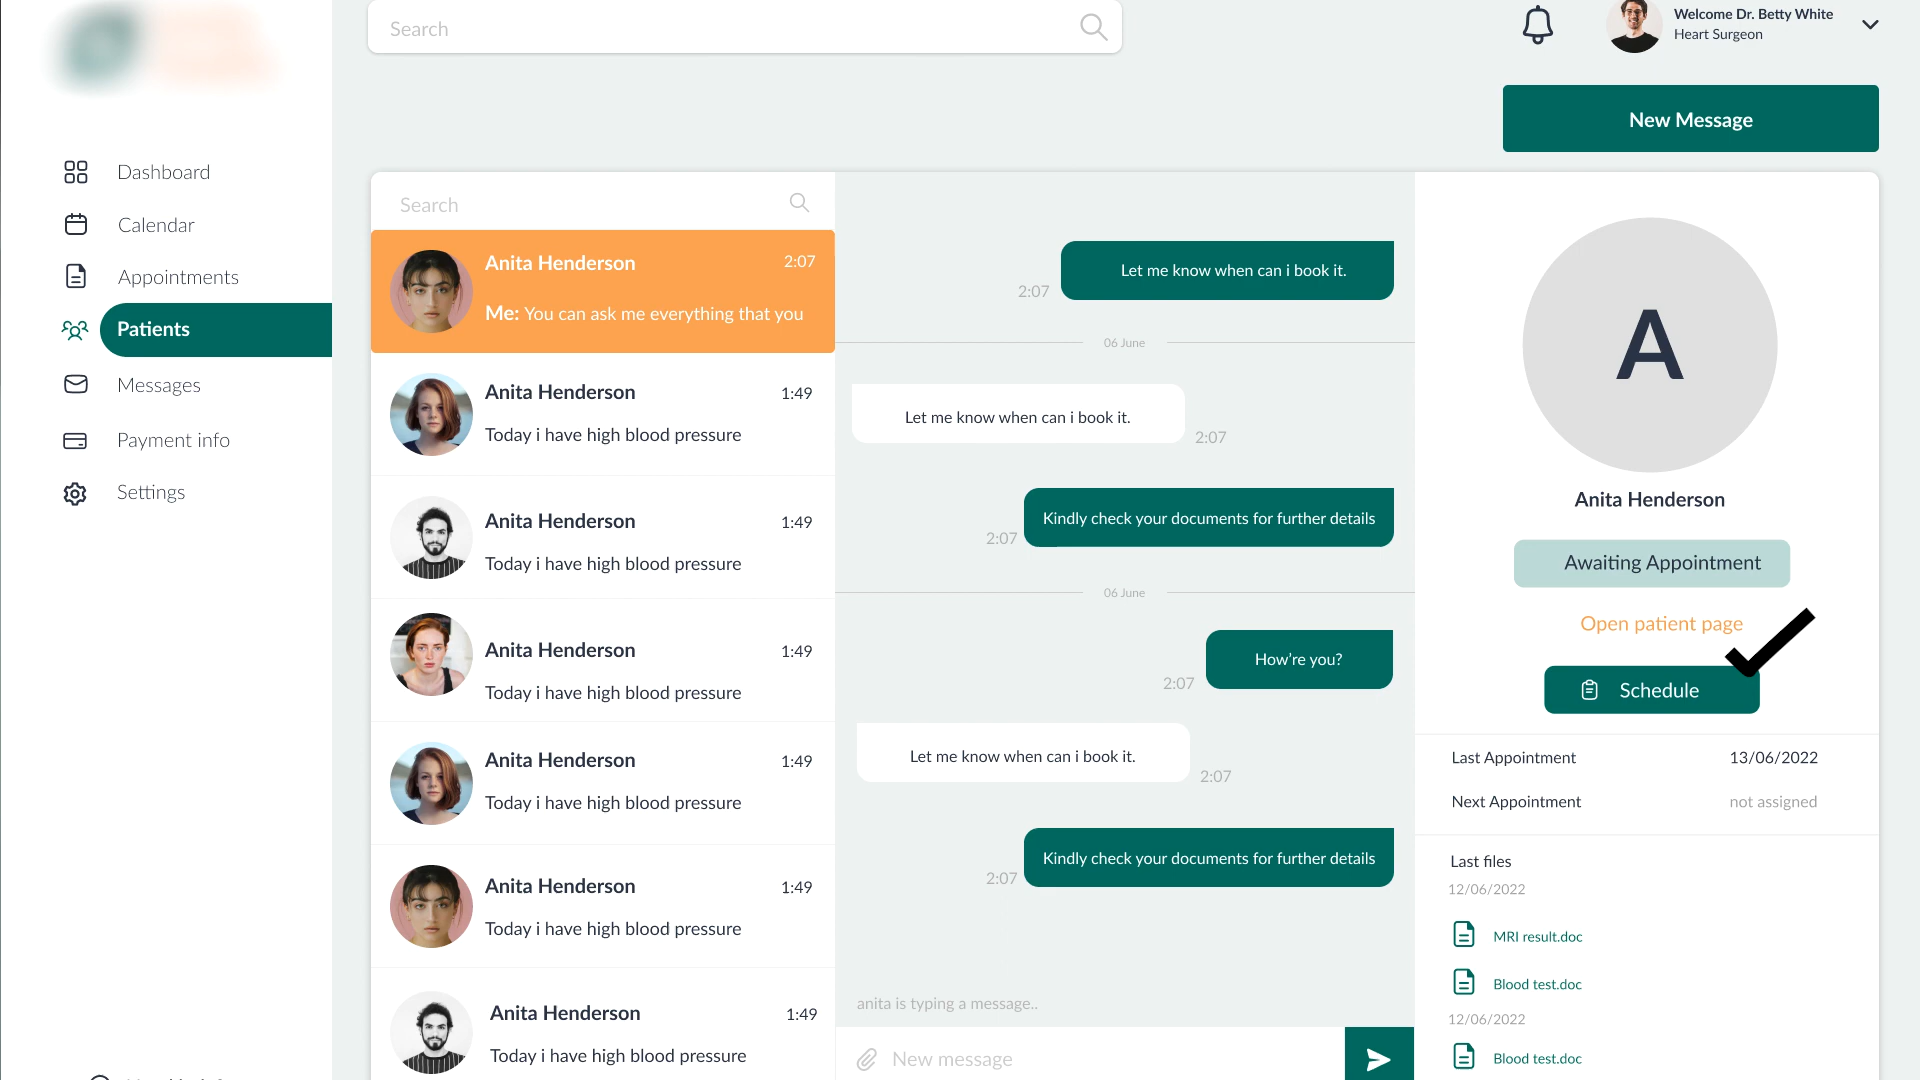 Search
Welcome Dr. Betty White
Heart Surgeon
New Message
Dashboard
Calendar
Appointments
Patients
Messages
Payment info
Settings
Search
Anita Henderson
2:07
Me: You can ask me everything that you
Anita Henderson
1:49
Today i have high blood pressure
Anita Henderson
1:49
Today i have high blood pressure
Anita Henderson
1:49
Today i have high blood pressure
Anita Henderson
1:49
Today i have high blood pressure
Anita Henderson
1:49
Today i have high blood pressure
Anita Henderson
1:49
Today i have high blood pressure
Let me know when can i book it.
2:07
06 June
Let me know when can i book it.
2:07
Kindly check your documents for further details
2:07
06 June
How're you?
2:07
Let me know when can i book it.
2:07
Kindly check your documents for further details
2:07
anita is typing a message..
New message
A
Anita Henderson
Awaiting Appointment
Open patient page
Schedule
Last Appointment 13/06/2022
Next Appointment not assigned
Last files
12/06/2022
MRI result.doc
Blood test.doc
12/06/2022
Blood test.doc